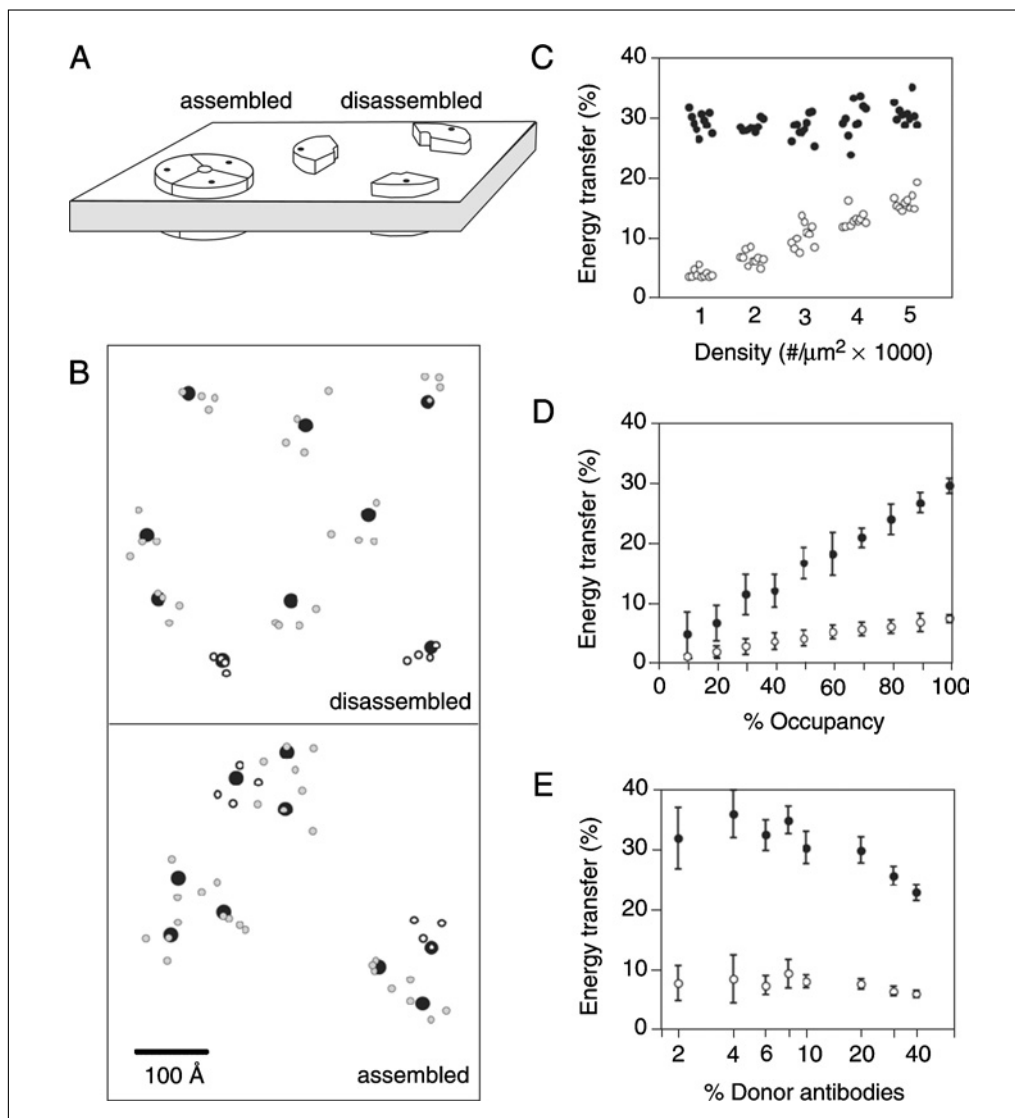 A
assembled disassembled
B
disassembled
100 Å
assembled
C
Energy transfer (%)
40
30
20
10
0
1 2 3 4 5
Density (#/μm² × 1000)
D
Energy transfer (%)
40
30
20
10
0
0 20 40 60 80 100
% Occupancy
E
Energy transfer (%)
40
30
20
10
0
2 4 6 10 20 40
% Donor antibodies